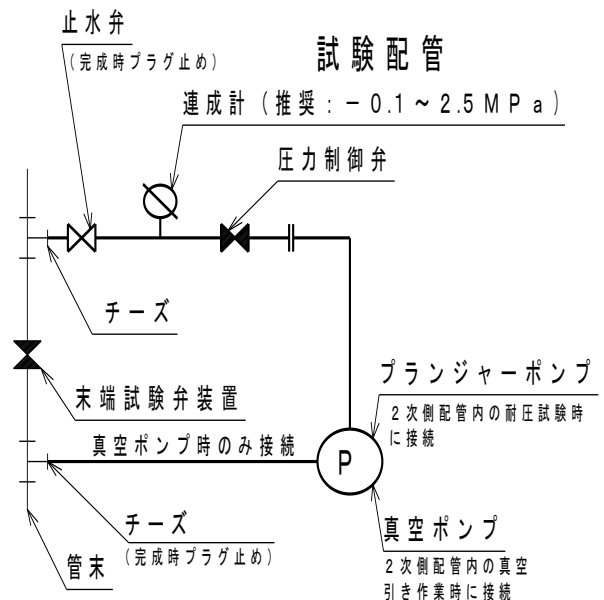 止水弁
（完成時プラグ止め）
試験配管
連成計（推奨：－０.1～2.5MPa）
圧力制御弁
チーズ
末端試験弁装置
プランジャーポンプ
２次側配管内の耐圧試験時
に接続
真空ポンプ時のみ接続
P
チーズ
（完成時プラグ止め）
管末
真空ポンプ
２次側配管内の真空
引き作業時に接続